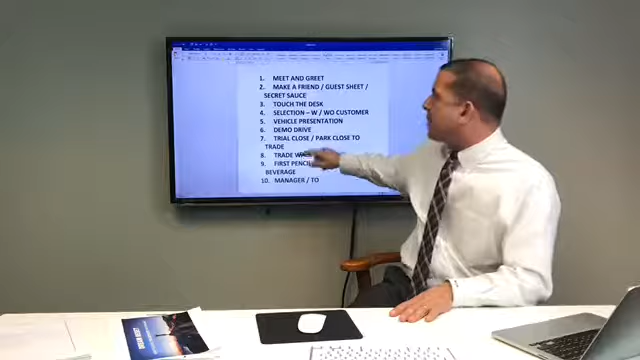 1. MEET AND GREET
2. MAKE A FRIEND / GUEST SHEET /
SECRET SAUCE
3. TOUCH THE DESK
4. SELECTION – W / WO CUSTOMER
5. VEHICLE PRESENTATION
6. DEMO DRIVE
7. TRIAL CLOSE / PARK CLOSE TO
TRADE
8. TRADE
9. FIRST PENCIL
BEVERAGE
10. MANAGER / TO